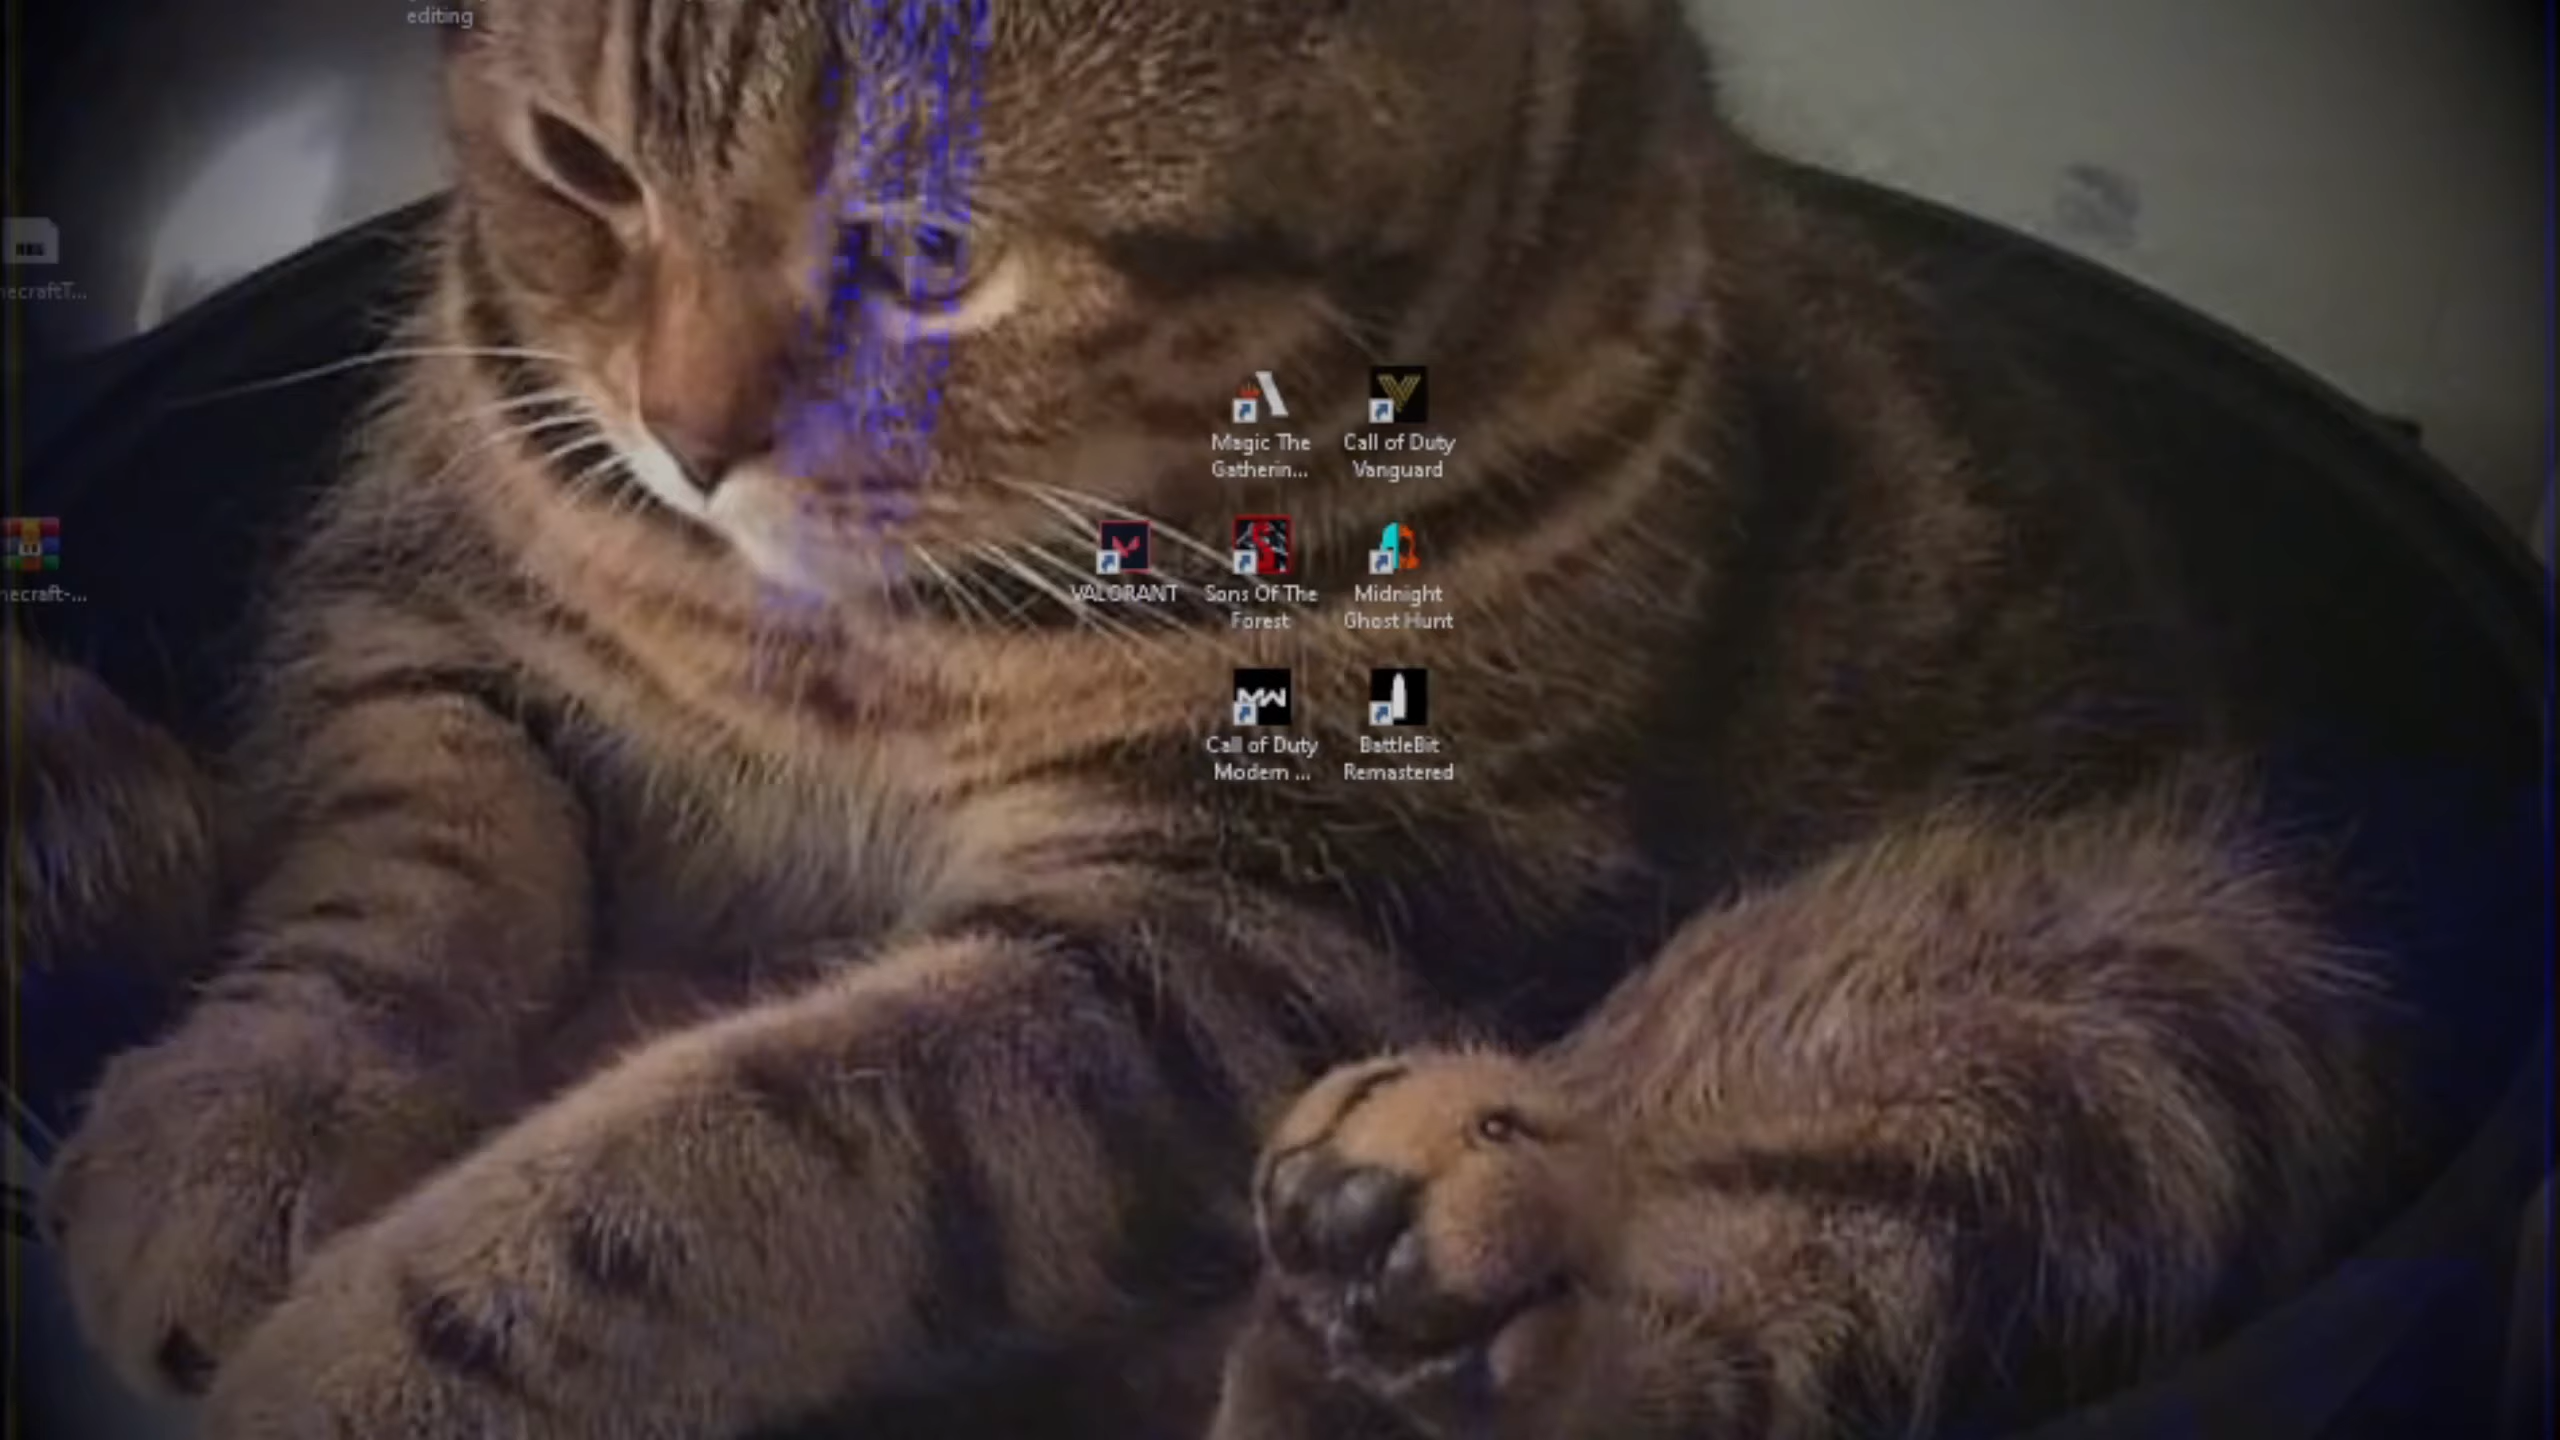 editing
necraftT...
Magic The
Gatherin...
Call of Duty
Vanguard
VALORANT
Sons Of The
Forest
Midnight
Ghost Hunt
necraft-...
Call of Duty
Modern ...
BattleBit
Remastered